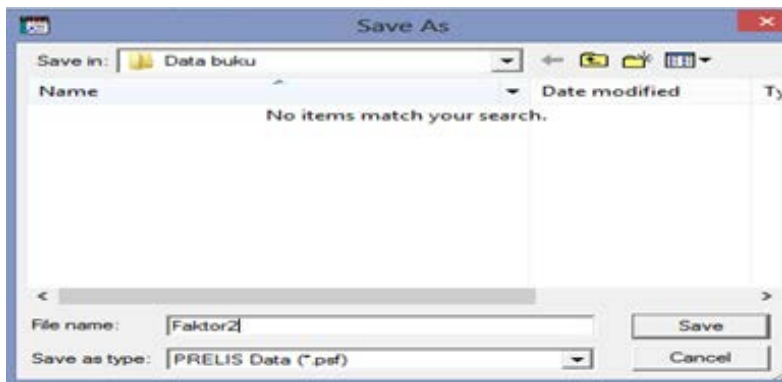 Save As
Save in: Data buku
Name Date modified Ty
No items match your search.
File name: Faktor2 Save
Save as type: PRELIS Data (*.psf) Cancel